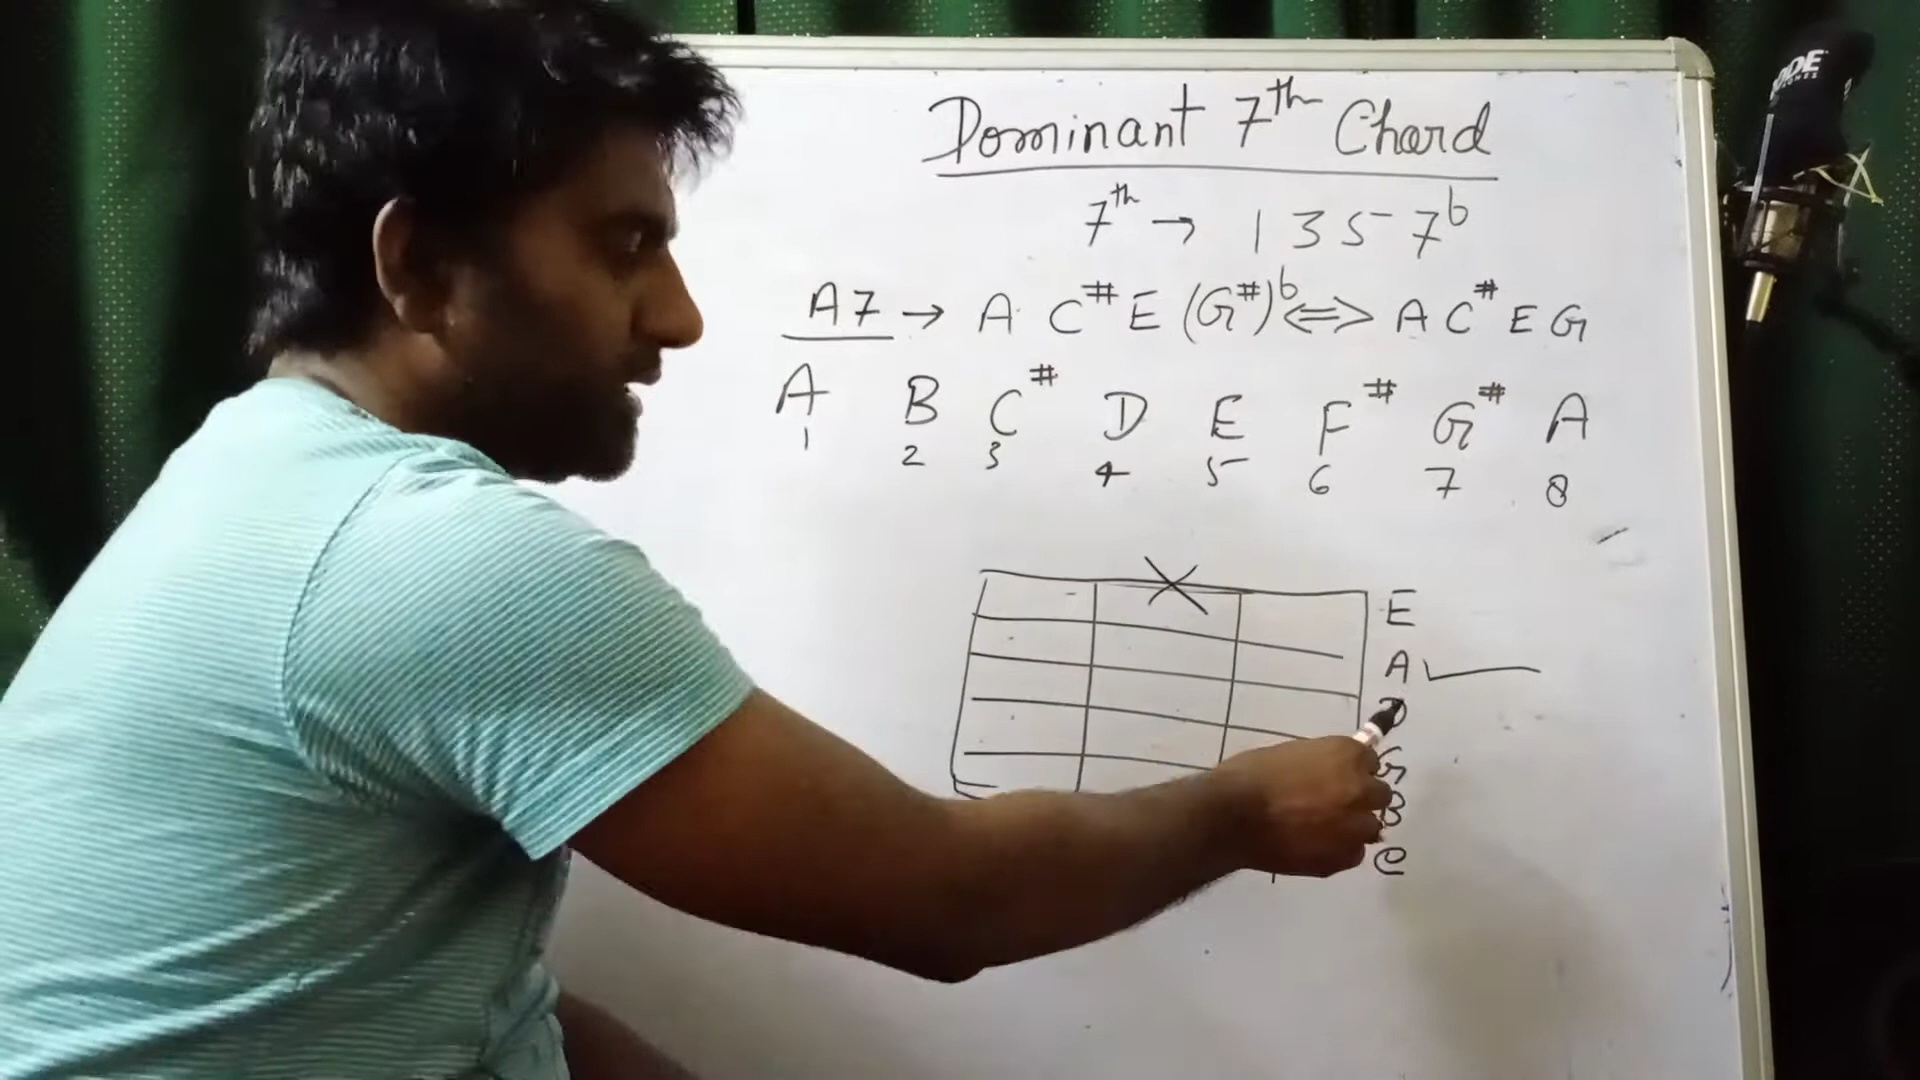 Dominant 7th Chord
7th → 1 3 5 7b
A7 → A C# E (G#)b <=> A C# E G
A B C# D E F# G# A
1 2 3 4 5 6 7 8
X
E
A
D
G
B
e